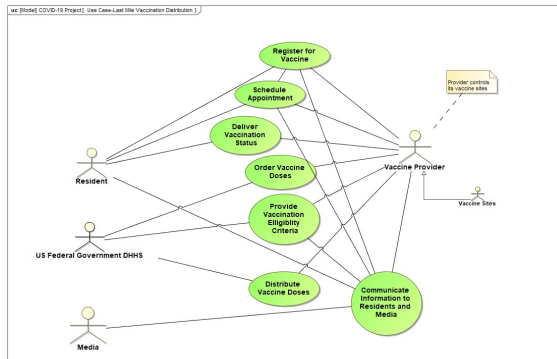 uc [Model] COVID-19 Project [ Use Case-Last Mile Vaccination Distribution ]
Register for
Vaccine
Schedule
Appointment
Provider controls
its vaccine sites
Deliver
Vaccination
Status
Resident
Order Vaccine
Doses
Vaccine Provider
Vaccine Sites
Provide
Vaccination
Elligiblity
Criteria
US Federal Government DHHS
Distribute
Vaccine Doses
Communicate
Information to
Residents and
Media
Media